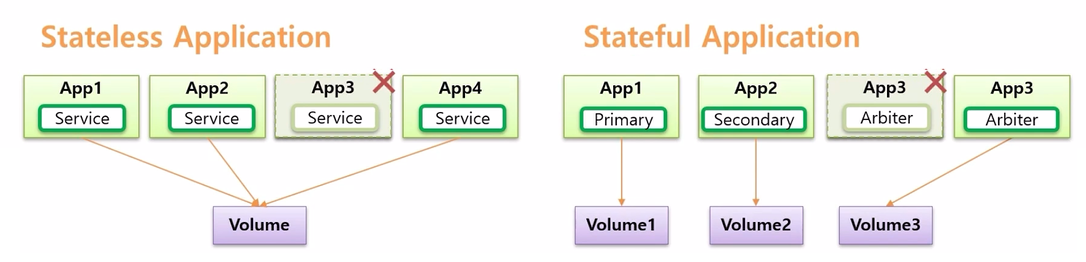 Stateless Application
App1
Service
App2
Service
App3
Service
App4
Service
Volume
Stateful Application
App1
Primary
App2
Secondary
App3
Arbiter
App3
Arbiter
Volume1
Volume2
Volume3